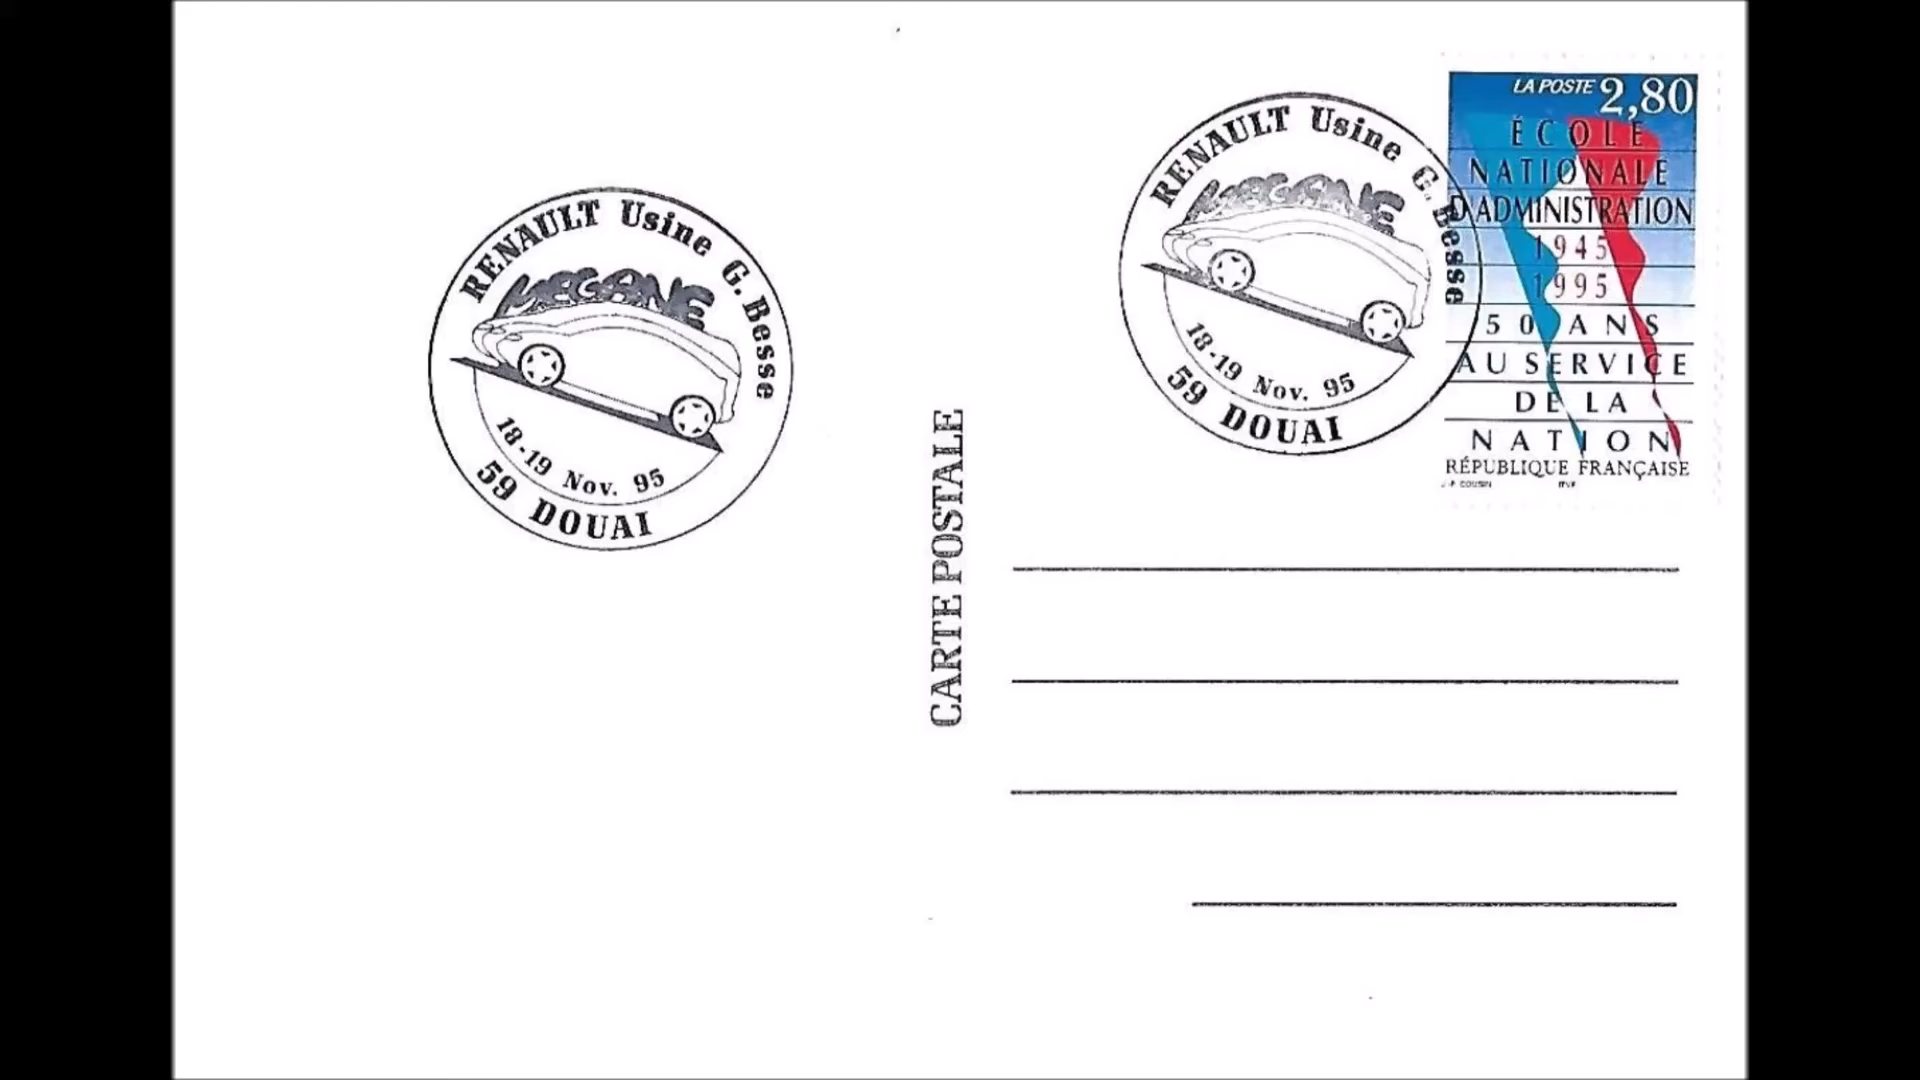 RENAULT Usine G. Besse
MEGANE
18-19 Nov. 95
59 DOUAI
CARTE POSTALE
RENAULT Usine G. Besse
MEGANE
18-19 Nov. 95
59 DOUAI
LA POSTE 2,80
ÉCOLE
NATIONALE
D'ADMINISTRATION
1945
1995
50 ANS
AU SERVICE
DE LA
NATION
RÉPUBLIQUE FRANÇAISE
J.-P. COUSIN ITVF